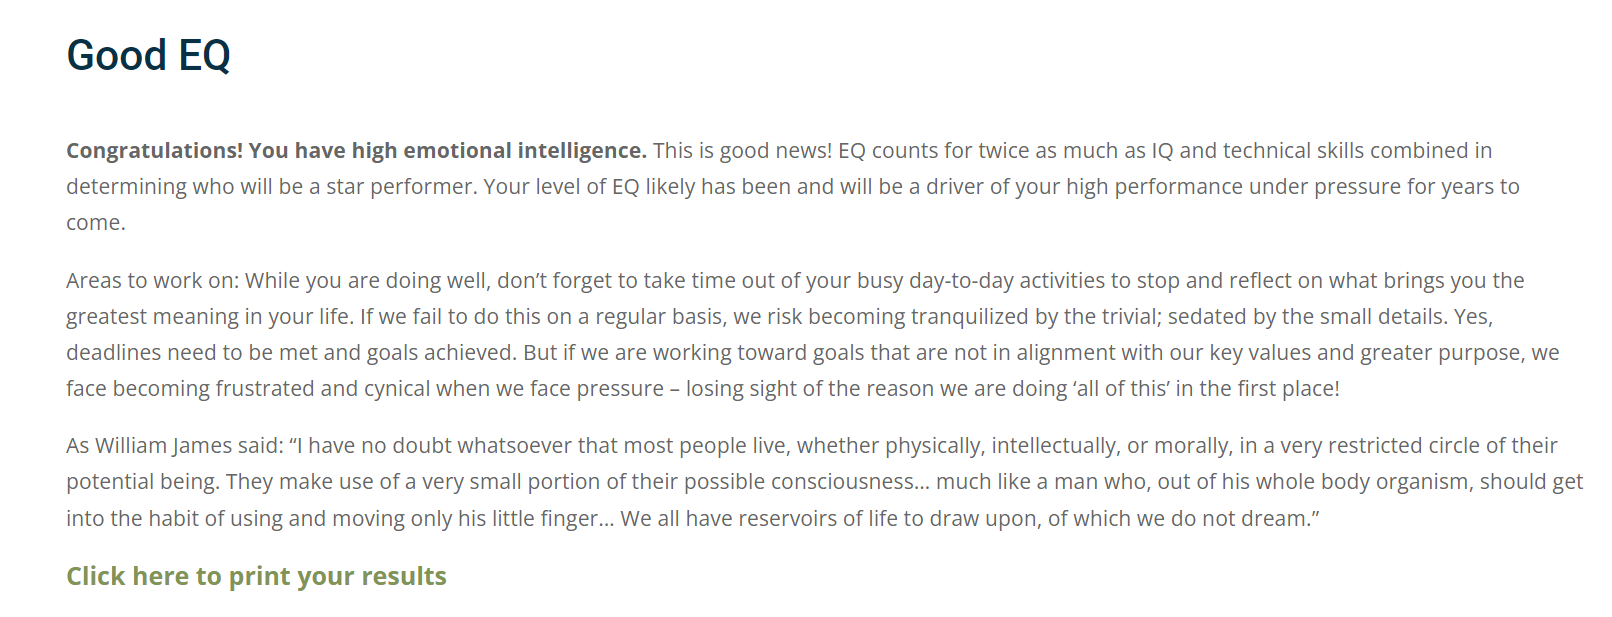 Good EQ
Congratulations! You have high emotional intelligence. This is good news! EQ counts for twice as much as IQ and technical skills combined in
determining who will be a star performer. Your level of EQ likely has been and will be a driver of your high performance under pressure for years to
come.
Areas to work on: While you are doing well, don’t forget to take time out of your busy day-to-day activities to stop and reflect on what brings you the
greatest meaning in your life. If we fail to do this on a regular basis, we risk becoming tranquilized by the trivial; sedated by the small details. Yes,
deadlines need to be met and goals achieved. But if we are working toward goals that are not in alignment with our key values and greater purpose, we
face becoming frustrated and cynical when we face pressure – losing sight of the reason we are doing ‘all of this’ in the first place!
As William James said: “I have no doubt whatsoever that most people live, whether physically, intellectually, or morally, in a very restricted circle of their
potential being. They make use of a very small portion of their possible consciousness… much like a man who, out of his whole body organism, should get
into the habit of using and moving only his little finger… We all have reservoirs of life to draw upon, of which we do not dream.”
Click here to print your results